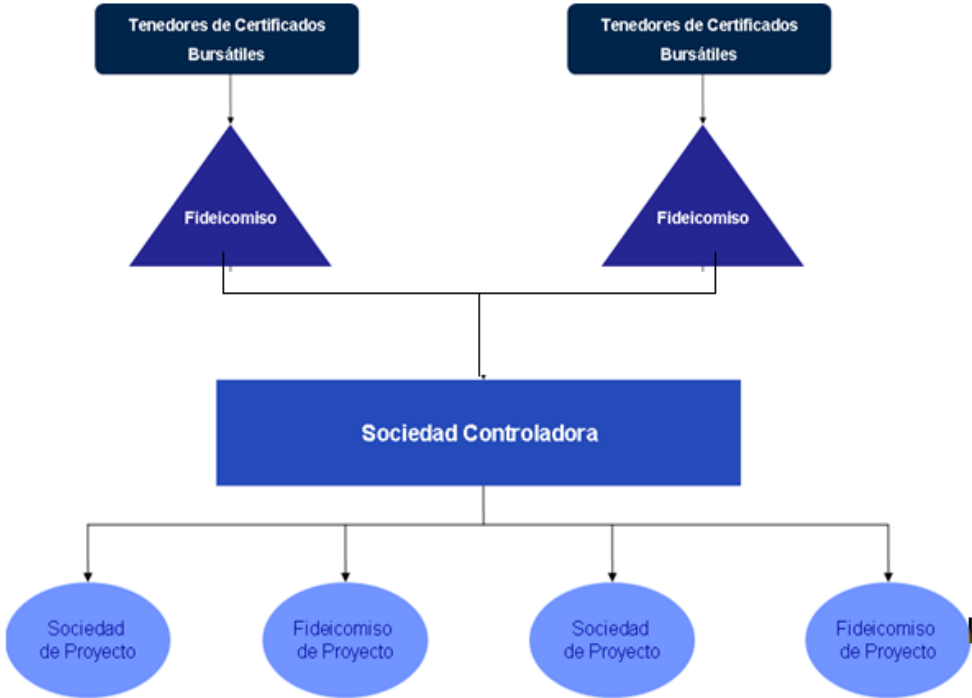 Tenedores de Certificados
Bursátiles
Tenedores de Certificados
Bursátiles
Fideicomiso
Fideicomiso
Sociedad Controladora
Sociedad
de Proyecto
Fideicomiso
de Proyecto
Sociedad
de Proyecto
Fideicomiso
de Proyecto